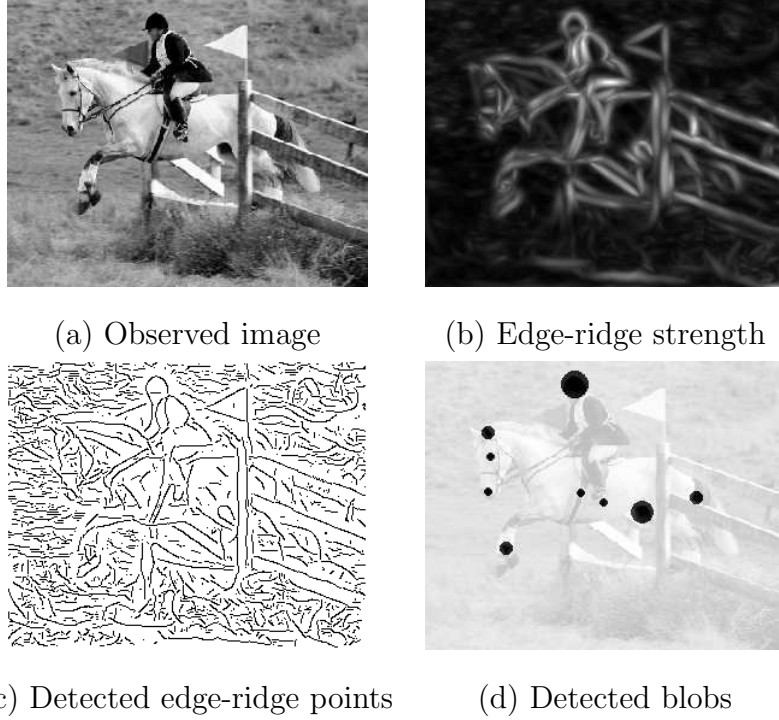 (a) Observed image
(b) Edge-ridge strength
c) Detected edge-ridge points
(d) Detected blobs